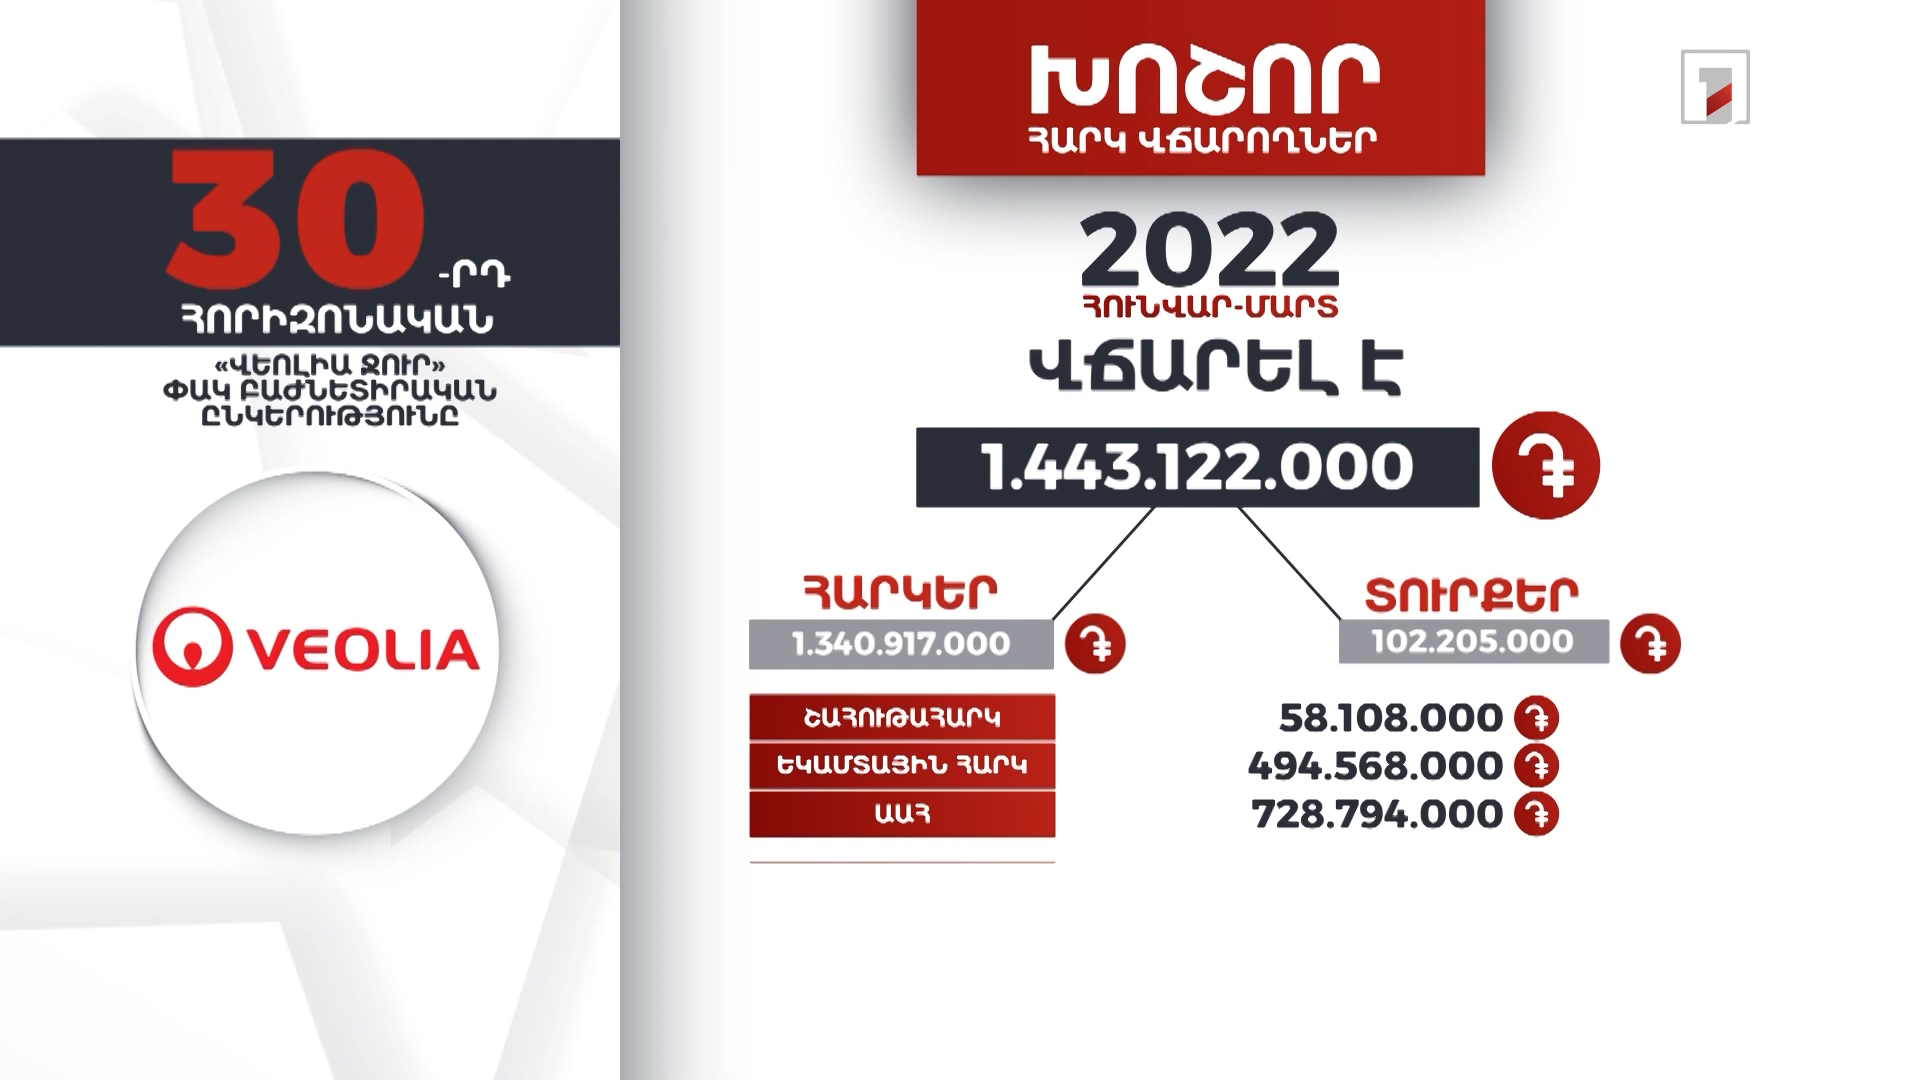 30
-ՐԴ
ՀՈՐԻԶՈՆԱԿԱՆ
«ՎԵՈԼԻԱ ՋՈՒՐ»
ՓԱԿ ԲԱԺՆԵՏԻՐԱԿԱՆ
ԸՆԿԵՐՈՒԹՅՈՒՆԸ
VEOLIA
ԽՈՇՈՐ
ՀԱՐԿ ՎՃԱՐՈՂՆԵՐ
1
2022
ՀՈՒՆՎԱՐ-ՄԱՐՏ
ՎՃԱՐԵԼ Է
1.443.122.000 ֏
ՀԱՐԿԵՐ
1.340.917.000 ֏
ՏՈՒՐՔԵՐ
102.205.000 ֏
ՇԱՀՈՒԹԱՀԱՐԿ 58.108.000 ֏
ԵԿԱՄՏԱՅԻՆ ՀԱՐԿ 494.568.000 ֏
ԱԱՀ 728.794.000 ֏